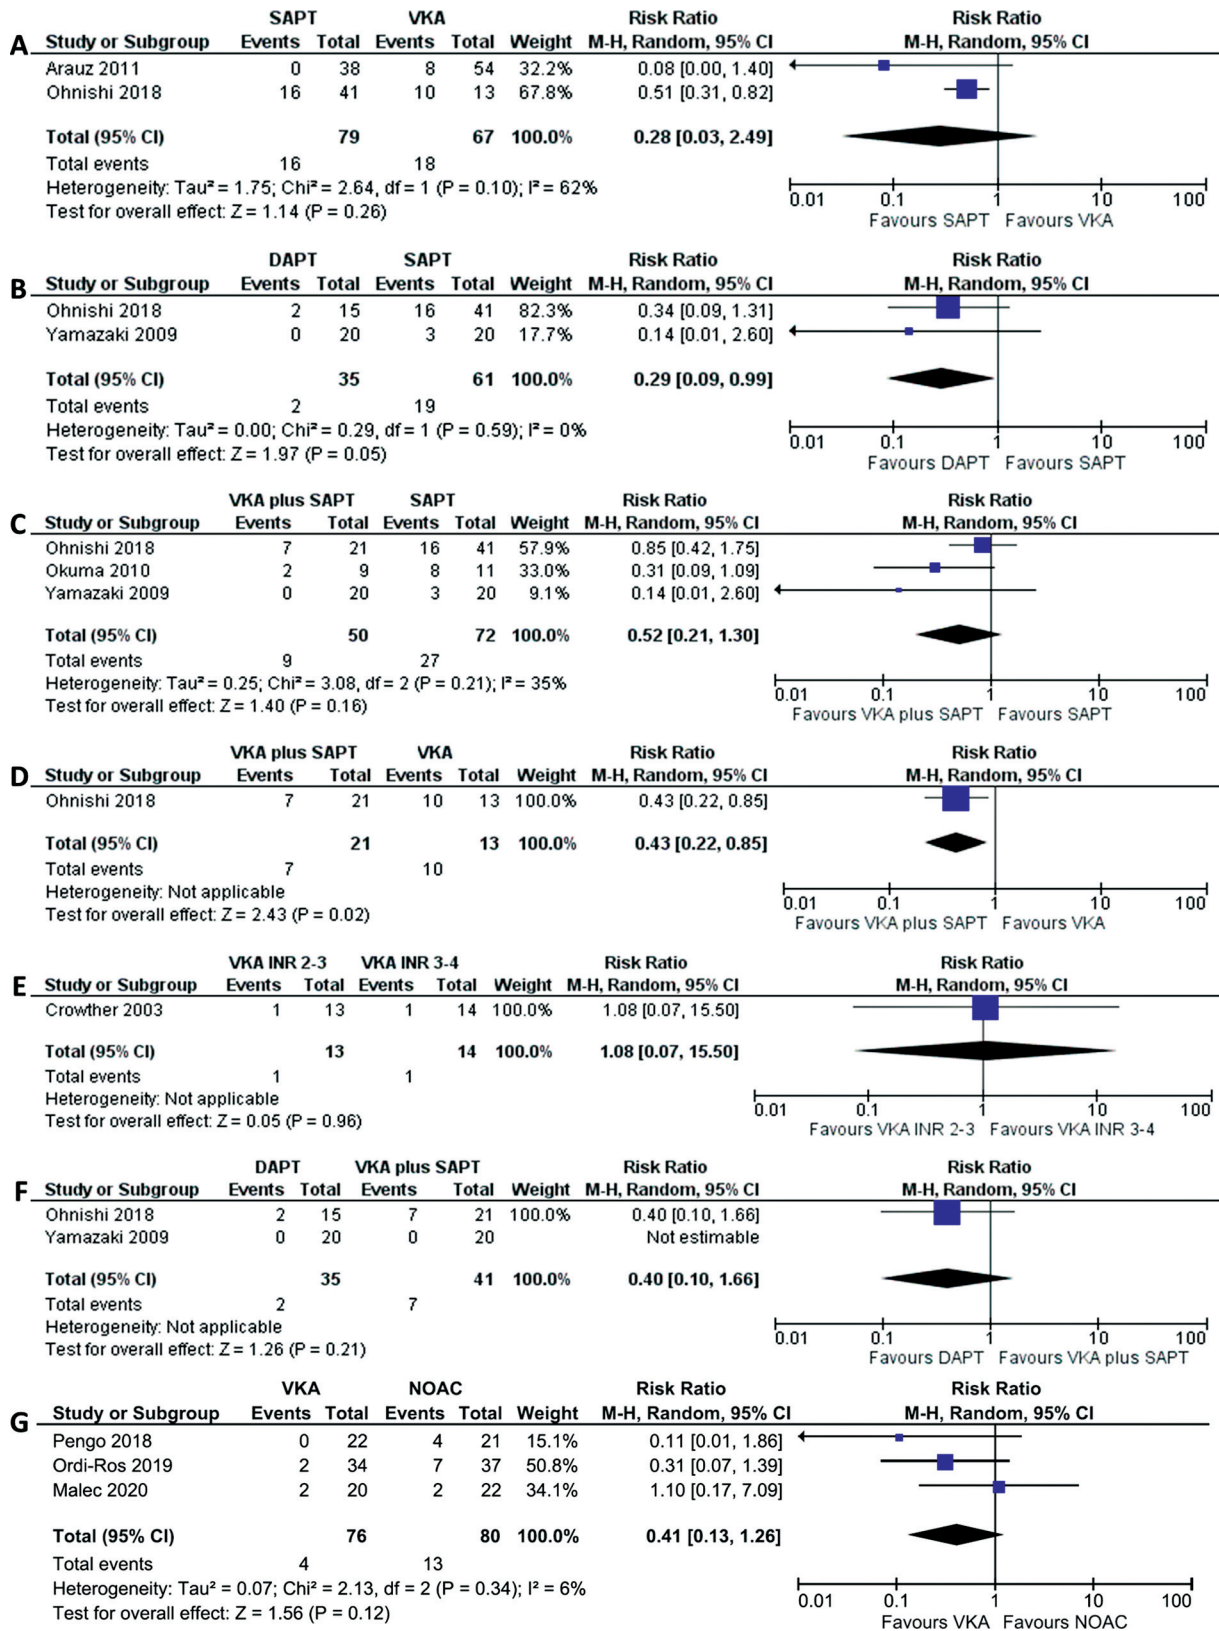 SAPT VKA Risk Ratio Risk Ratio
A Study or Subgroup Events Total Events Total Weight M-H, Random, 95% CI M-H, Random, 95% CI
Arauz 2011 0 38 8 54 32.2% 0.08 [0.00, 1.40]
Ohnishi 2018 16 41 10 13 67.8% 0.51 [0.31, 0.82]
Total (95% CI) 79 67 100.0% 0.28 [0.03, 2.49]
Total events 16 18
Heterogeneity: Tau² = 1.75; Chi² = 2.64, df = 1 (P = 0.10); I² = 62%
Test for overall effect: Z = 1.14 (P = 0.26)
0.01 0.1 1 10 100
Favours SAPT Favours VKA
DAPT SAPT Risk Ratio Risk Ratio
B Study or Subgroup Events Total Events Total Weight M-H, Random, 95% CI M-H, Random, 95% CI
Ohnishi 2018 2 15 16 41 82.3% 0.34 [0.09, 1.31]
Yamazaki 2009 0 20 3 20 17.7% 0.14 [0.01, 2.60]
Total (95% CI) 35 61 100.0% 0.29 [0.09, 0.99]
Total events 2 19
Heterogeneity: Tau² = 0.00; Chi² = 0.29, df = 1 (P = 0.59); I² = 0%
Test for overall effect: Z = 1.97 (P = 0.05)
0.01 0.1 1 10 100
Favours DAPT Favours SAPT
VKA plus SAPT SAPT Risk Ratio Risk Ratio
C Study or Subgroup Events Total Events Total Weight M-H, Random, 95% CI M-H, Random, 95% CI
Ohnishi 2018 7 21 16 41 57.9% 0.85 [0.42, 1.75]
Okuma 2010 2 9 8 11 33.0% 0.31 [0.09, 1.09]
Yamazaki 2009 0 20 3 20 9.1% 0.14 [0.01, 2.60]
Total (95% CI) 50 72 100.0% 0.52 [0.21, 1.30]
Total events 9 27
Heterogeneity: Tau² = 0.25; Chi² = 3.08, df = 2 (P = 0.21); I² = 35%
Test for overall effect: Z = 1.40 (P = 0.16)
0.01 0.1 1 10 100
Favours VKA plus SAPT Favours SAPT
VKA plus SAPT VKA Risk Ratio Risk Ratio
D Study or Subgroup Events Total Events Total Weight M-H, Random, 95% CI M-H, Random, 95% CI
Ohnishi 2018 7 21 10 13 100.0% 0.43 [0.22, 0.85]
Total (95% CI) 21 13 100.0% 0.43 [0.22, 0.85]
Total events 7 10
Heterogeneity: Not applicable
Test for overall effect: Z = 2.43 (P = 0.02)
0.01 0.1 1 10 100
Favours VKA plus SAPT Favours VKA
VKA INR 2-3 VKA INR 3-4 Risk Ratio Risk Ratio
E Study or Subgroup Events Total Events Total Weight M-H, Random, 95% CI M-H, Random, 95% CI
Crowther 2003 1 13 1 14 100.0% 1.08 [0.07, 15.50]
Total (95% CI) 13 14 100.0% 1.08 [0.07, 15.50]
Total events 1 1
Heterogeneity: Not applicable
Test for overall effect: Z = 0.05 (P = 0.96)
0.01 0.1 1 10 100
Favours VKA INR 2-3 Favours VKA INR 3-4
DAPT VKA plus SAPT Risk Ratio Risk Ratio
F Study or Subgroup Events Total Events Total Weight M-H, Random, 95% CI M-H, Random, 95% CI
Ohnishi 2018 2 15 7 21 100.0% 0.40 [0.10, 1.66]
Yamazaki 2009 0 20 0 20 Not estimable
Total (95% CI) 35 41 100.0% 0.40 [0.10, 1.66]
Total events 2 7
Heterogeneity: Not applicable
Test for overall effect: Z = 1.26 (P = 0.21)
0.01 0.1 1 10 100
Favours DAPT Favours VKA plus SAPT
VKA NOAC Risk Ratio Risk Ratio
G Study or Subgroup Events Total Events Total Weight M-H, Random, 95% CI M-H, Random, 95% CI
Pengo 2018 0 22 4 21 15.1% 0.11 [0.01, 1.86]
Ordi-Ros 2019 2 34 7 37 50.8% 0.31 [0.07, 1.39]
Malec 2020 2 20 2 22 34.1% 1.10 [0.17, 7.09]
Total (95% CI) 76 80 100.0% 0.41 [0.13, 1.26]
Total events 4 13
Heterogeneity: Tau² = 0.07; Chi² = 2.13, df = 2 (P = 0.34); I² = 6%
Test for overall effect: Z = 1.56 (P = 0.12)
0.01 0.1 1 10 100
Favours VKA Favours NOAC